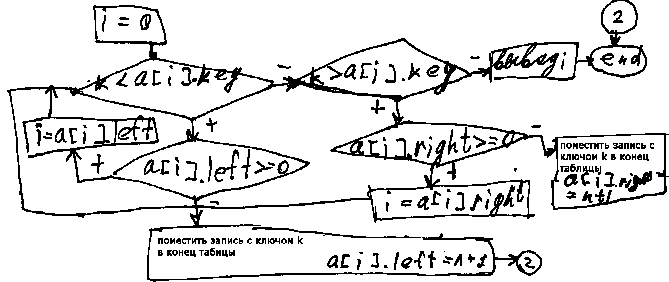 i = 0
2
k < a[i].key
-
k > a[i].key
-
вывод i
end
+
+
i = a[i].left
+
a[i].left >= 0
a[i].right >= 0
-
+
поместить запись с
ключом k в конец
таблицы
a[i].right =
= n+1
i = a[i].right
-
поместить запись с ключом k
в конец табицы
a[i].left = n+1
2